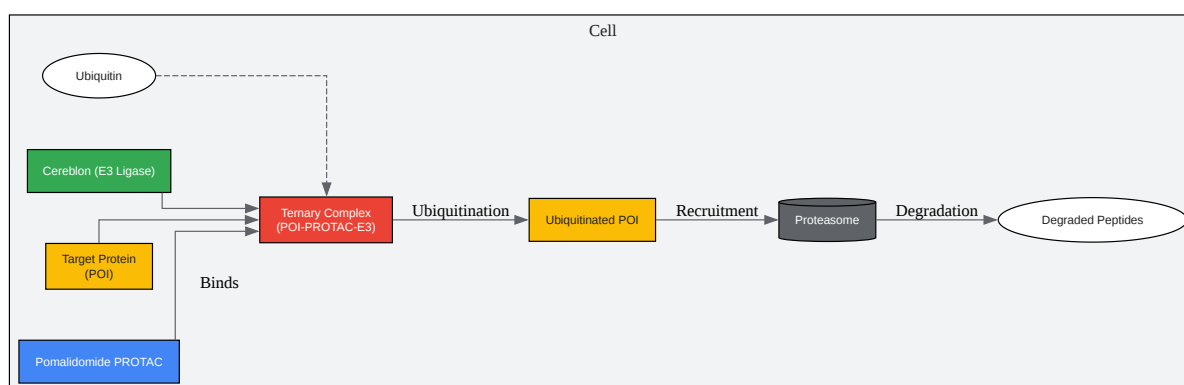 Cell
Ubiquitin
Cerebron (E3 Ligase)
Ternary Complex
(POI-PROTAC-E3)
Ubiquitination
Ubiquitinated POI
Recruitment
Proteasome
Degradation
Degraded Peptides
Target Protein
(POI)
Binds
Pomalidomide PROTAC